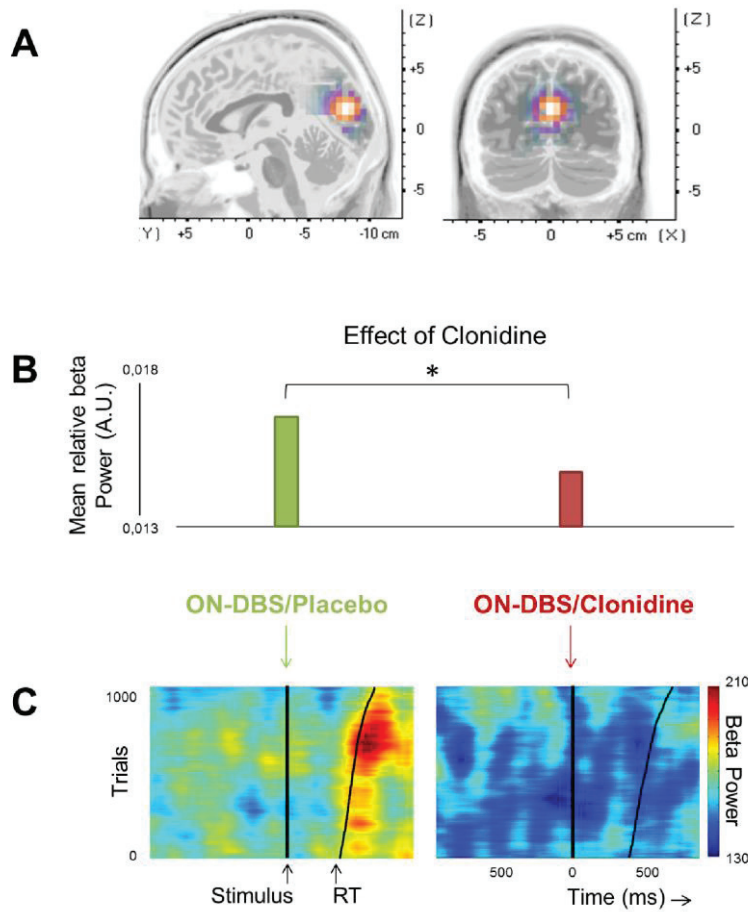 A
[Z]
+5
0
-5
[Y] +5 0 -5 -10 cm
[Z]
+5
0
-5
-5 0 +5 cm [X]
B
Effect of Clonidine
Mean relative beta
Power (A.U.)
0,018
*
0,013
ON-DBS/Placebo
ON-DBS/Clonidine
C
Trials
1000
0
Stimulus
RT
500 0 500
Time (ms) →
210
Beta Power
130